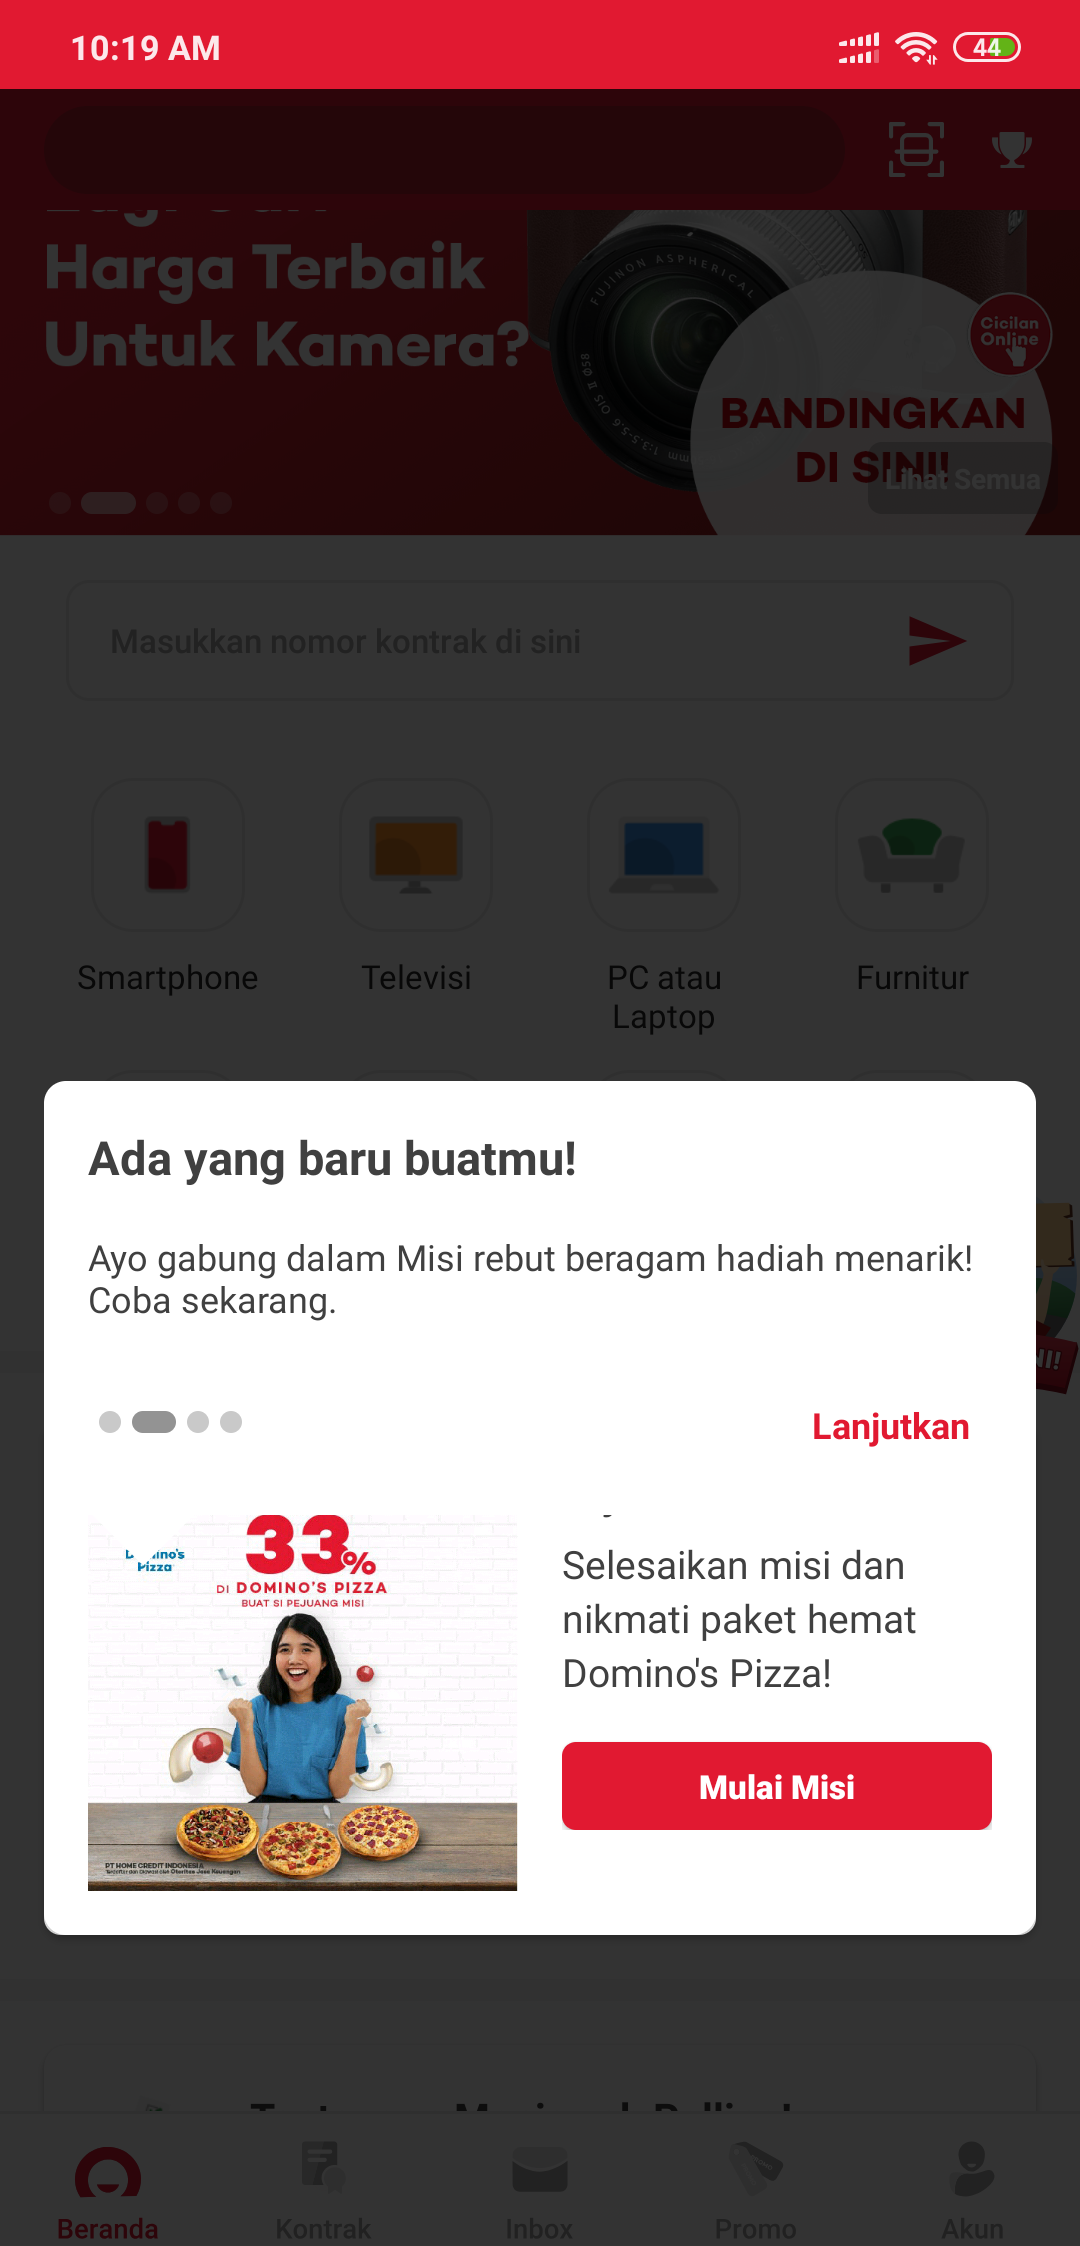 10:19 AM
44
Harga Terbaik
Untuk Kamera?
FUJINON ASPHERICAL
Cicilan
Online
BANDINGKAN
DI SINI!
Lihat Semua
Masukkan nomor kontrak di sini
Smartphone
Televisi
PC atau
Laptop
Furnitur
Ada yang baru buatmu!
Ayo gabung dalam Misi rebut beragam hadiah menarik!
Coba sekarang.
Lanjutkan
33%
DI DOMINO'S PIZZA
BUAT SI PEJUANG MISI
Pizza
PT HOME CREDIT INDONESIA
Selesaikan misi dan
nikmati paket hemat
Domino's Pizza!
Mulai Misi
Beranda
Kontrak
Inbox
Promo
Akun